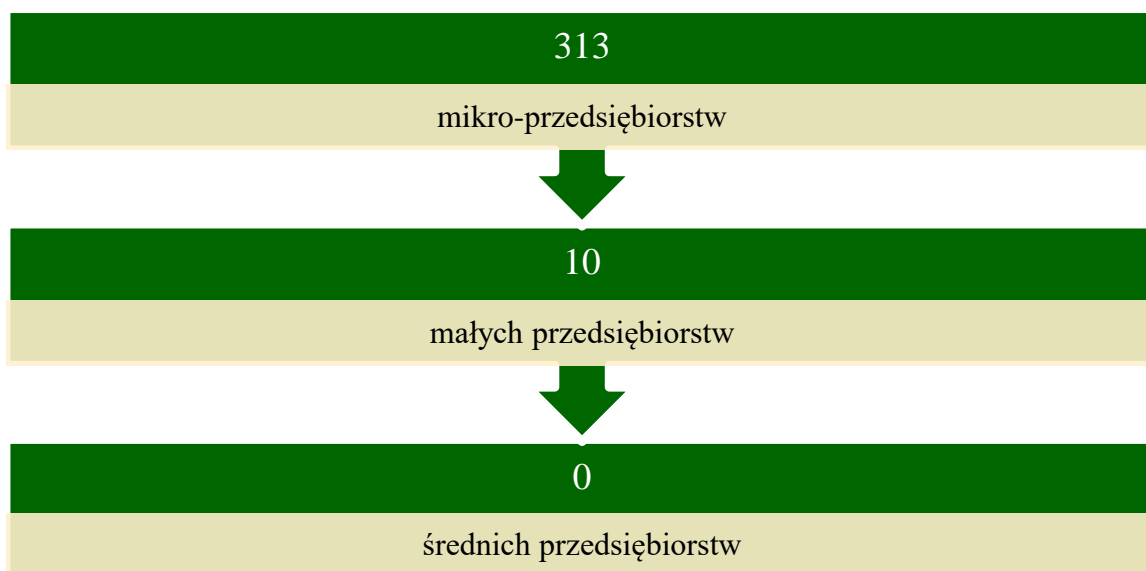 313
mikro-przedsiębiorstw
10
małych przedsiębiorstw
0
średnich przedsiębiorstw